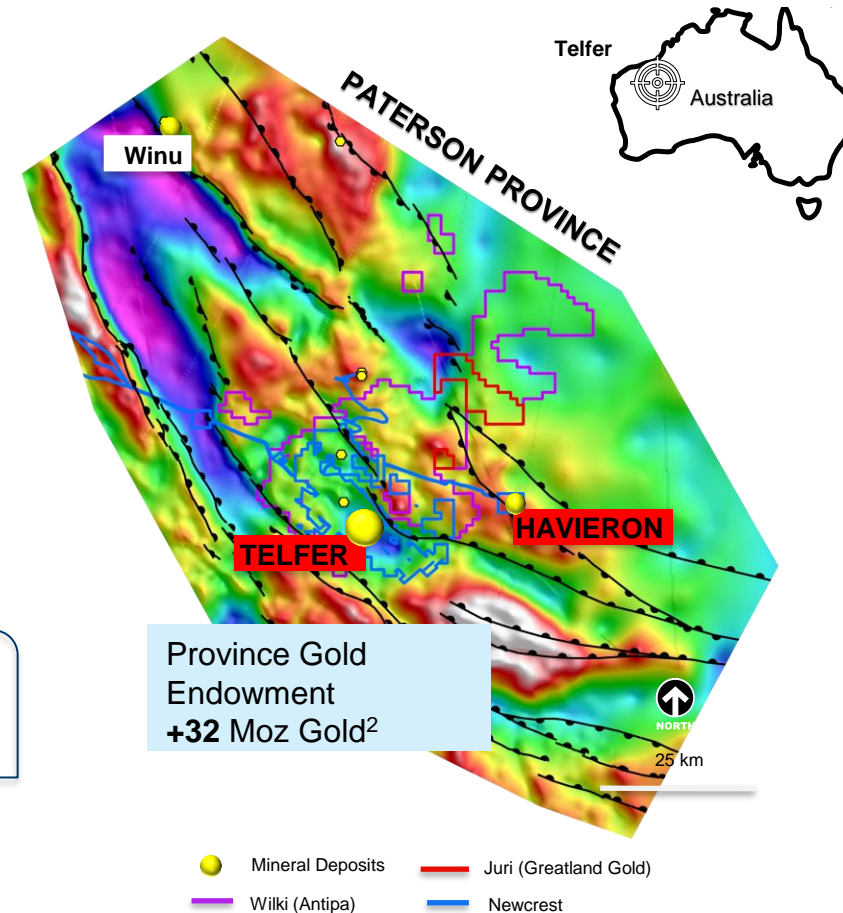 Telfer
Australia
PATERSON PROVINCE
Winu
HAVIERON
TELFER
Province Gold
Endowment
+32 Moz Gold²
NORTH
25 km
Mineral Deposits
Juri (Greatland Gold)
Wilki (Antipa)
Newcrest